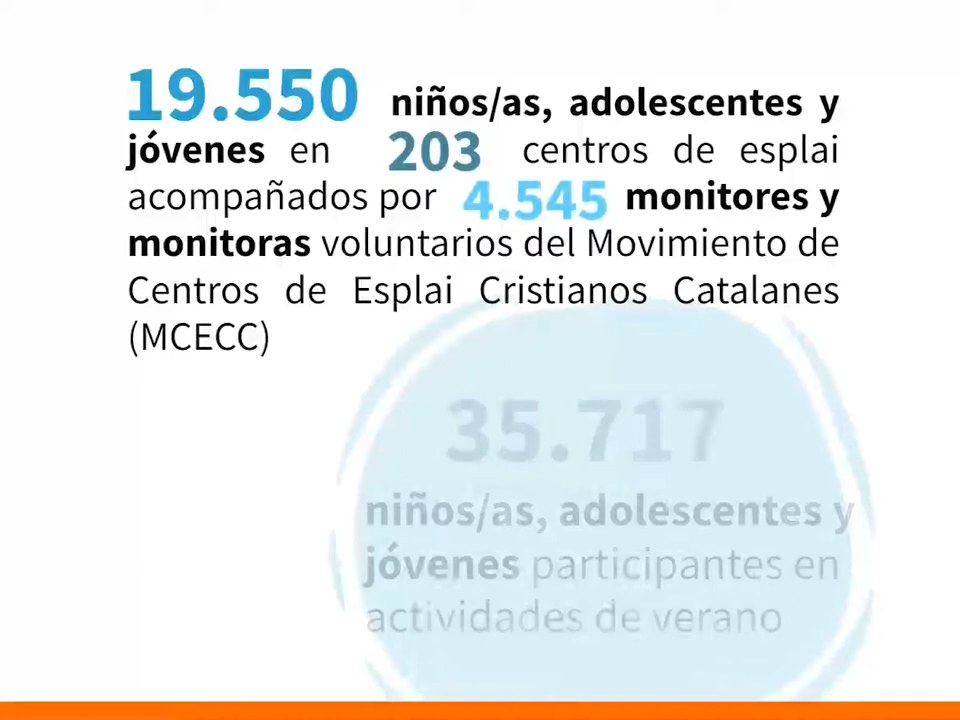 19.550 niños/as, adolescentes y
jóvenes en 203 centros de esplai
acompañados por 4.545 monitores y
monitoras voluntarios del Movimiento de
Centros de Esplai Cristianos Catalanes
(MCECC)
35.717
niños/as, adolescentes y
jóvenes participantes en
actividades de verano